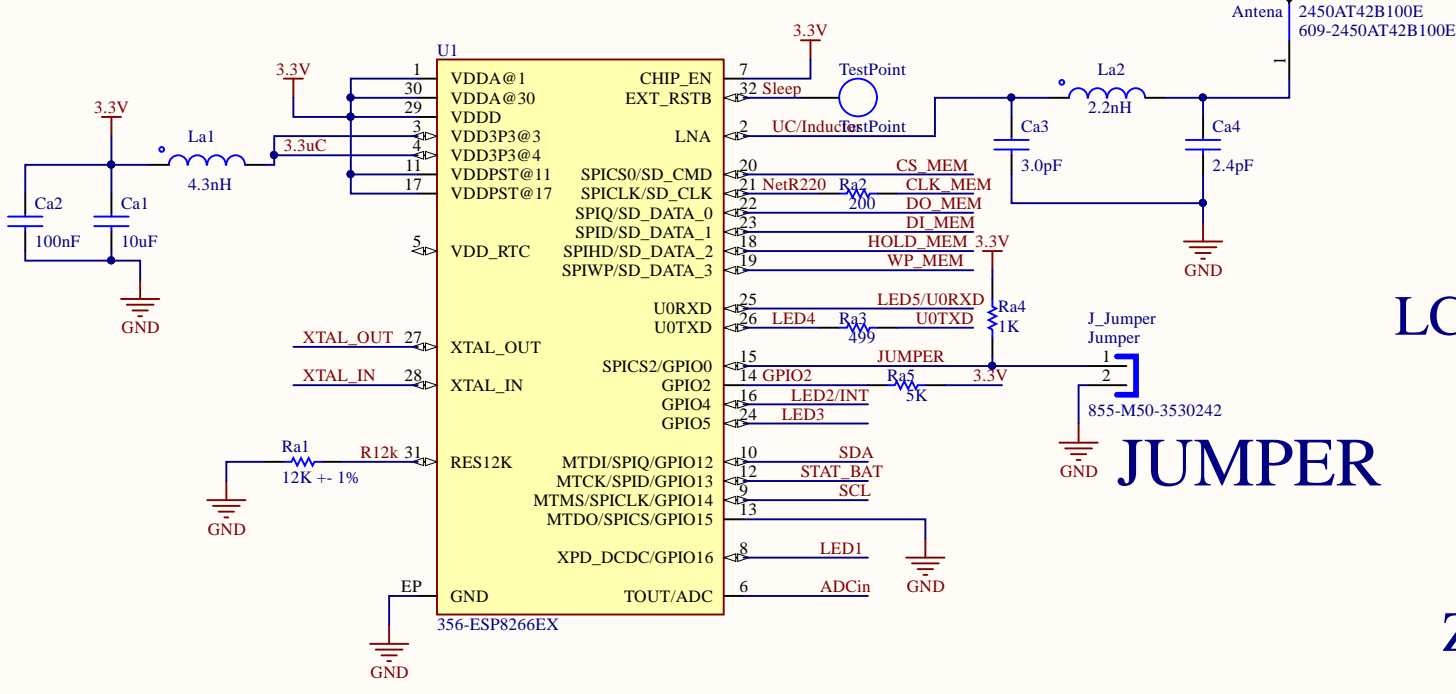 Antena
2450AT42B100E
609-2450AT42B100E
1
U1
3.3V
3.3V
3.3V
La1
4.3nH
3.3uC
Ca2
100nF
Ca1
10uF
GND
1 VDDA@1
30 VDDA@30
29 VDDD
3 VDD3P3@3
4 VDD3P3@4
11 VDDPST@11
17 VDDPST@17
5 VDD_RTC
XTAL_OUT 27 XTAL_OUT
XTAL_IN 28 XTAL_IN
Ra1
12K +- 1%
R12k 31 RES12K
GND
EP GND
GND
356-ESP8266EX
CHIP_EN 7
EXT_RSTB 32 Sleep
TestPoint
TestPoint
LNA 2 UC/Inductor
SPICS0/SD_CMD 20 CS_MEM
SPICLK/SD_CLK 21 NetR220 Ra2 200 CLK_MEM
SPIQ/SD_DATA_0 22 DO_MEM
SPID/SD_DATA_1 23 DI_MEM
SPIHD/SD_DATA_2 18 HOLD_MEM
SPIWP/SD_DATA_3 19 WP_MEM
3.3V
Ra4
1K
U0RXD 25 LED5/U0RXD
U0TXD 26 LED4 Ra3 499 U0TXD
SPICS2/GPIO0 15 JUMPER
GPIO2 14 GPIO2 Ra5 5K 3.3V
GPIO4 16 LED2/INT
GPIO5 24 LED3
MTDI/SPIQ/GPIO12 10 SDA
MTCK/SPID/GPIO13 12 STAT_BAT
MTMS/SPICLK/GPIO14 9 SCL
MTDO/SPICS/GPIO15 13
GND
XPD_DCDC/GPIO16 8 LED1
TOUT/ADC 6 ADCin
La2
2.2nH
Ca3
3.0pF
Ca4
2.4pF
GND
J_Jumper
Jumper
1
2
855-M50-3530242
GND
JUMPER
LC
Z